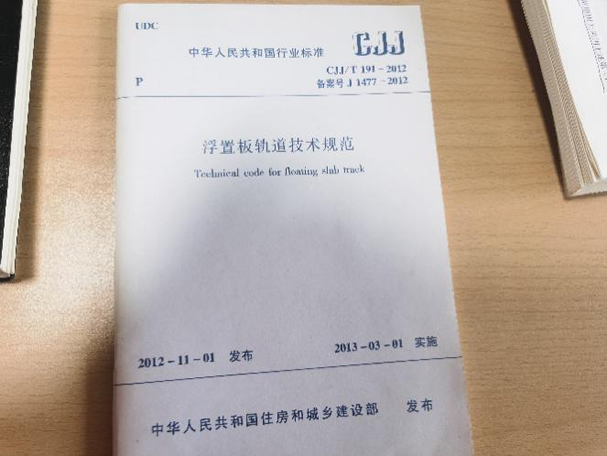 UDC
中华人民共和国行业标准 CJJ
P
CJJ/T 191-2012
备案号 J 1477-2012
浮置板轨道技术规范
Technical code for floating slab track
2012-11-01 发布
2013-03-01 实施
中华人民共和国住房和城乡建设部 发布